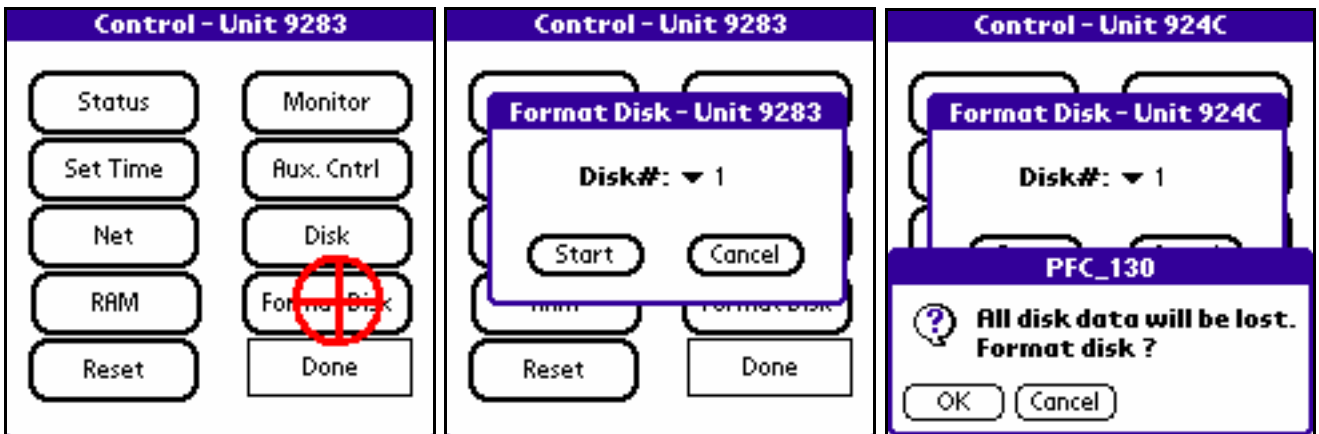 Control - Unit 9283
Status
Monitor
Set Time
Aux. Cntrl
Net
Disk
RAM
Format Disk
Reset
Done
Control - Unit 9283
Format Disk - Unit 9283
Disk#: 1
Start
Cancel
Reset
Done
Control - Unit 924C
Format Disk - Unit 924C
Disk#: 1
PFC_130
All disk data will be lost.
Format disk ?
OK
Cancel